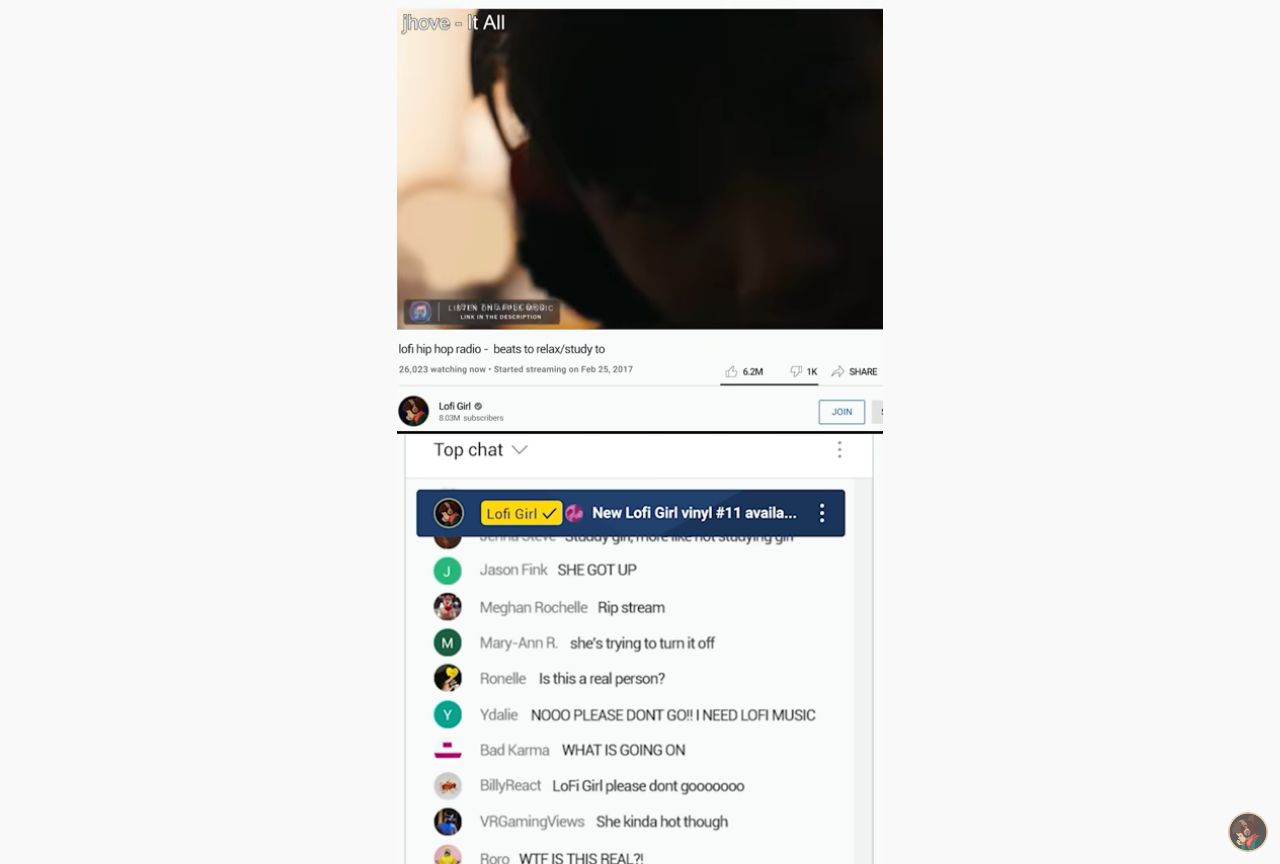 jhove - It All
LISTEN ON APPLE MUSIC
LINK IN THE DESCRIPTION
lofi hip hop radio - beats to relax/study to
26,023 watching now • Started streaming on Feb 25, 2017
6.2M 1K SHARE
Lofi Girl
8.03M subscribers
JOIN
Top chat
Lofi Girl New Lofi Girl vinyl #11 availa...
Jenna Steve Studdy girl, more like hot studying girl
J Jason Fink SHE GOT UP
Meghan Rochelle Rip stream
M Mary-Ann R. she's trying to turn it off
Ronelle Is this a real person?
Y Ydalie NOOO PLEASE DONT GO!! I NEED LOFI MUSIC
Bad Karma WHAT IS GOING ON
BillyReact LoFi Girl please dont gooooooo
VRGamingViews She kinda hot though
Roro WTF IS THIS REAL?!